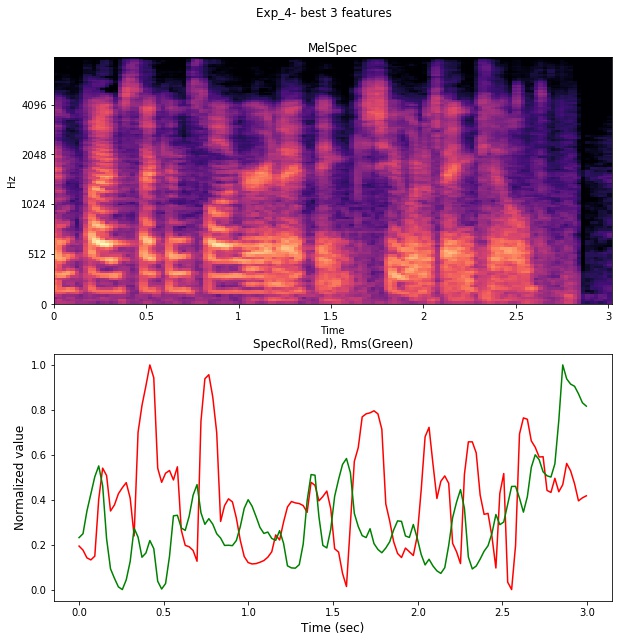 Exp_4- best 3 features
MelSpec
4096
2048
1024
512
0
Hz
0 0.5 1 1.5 2 2.5 3
Time
SpecRol(Red), Rms(Green)
1.0
0.8
0.6
0.4
0.2
0.0
Normalized value
0.0 0.5 1.0 1.5 2.0 2.5 3.0
Time (sec)